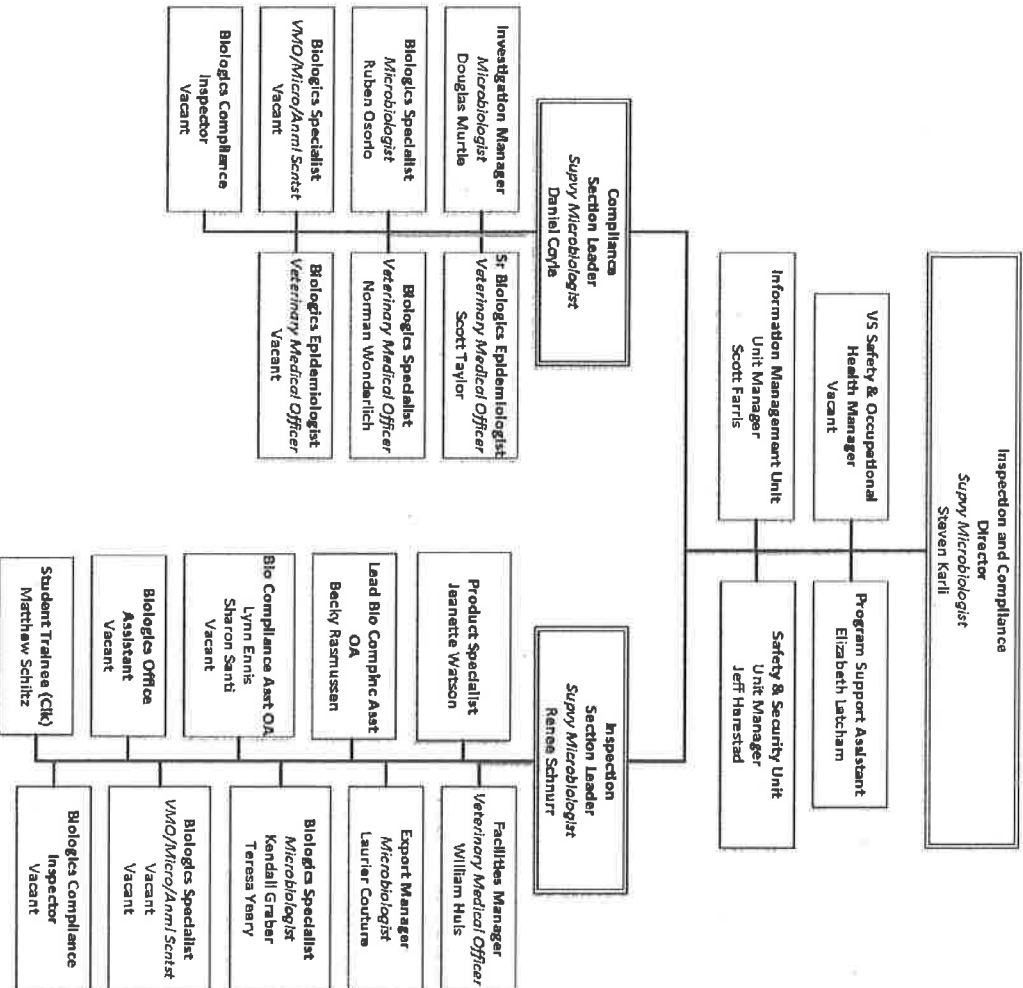 Inspection and Compliance
Director
Supvy Microbiologist
Steven Karli
VS Safety & Occupational
Health Manager
Vacant
Program Support Assistant
Elizabeth Latcham
Information Management Unit
Unit Manager
Scott Farris
Safety & Security Unit
Unit Manager
Jeff Harestad
Compliance
Section Leader
Supvy Microbiologist
Daniel Coyle
Investigation Manager
Microbiologist
Douglas Murtle
Sr Biologics Epidemiologist
Veterinary Medical Officer
Scott Taylor
Biologics Specialist
Microbiologist
Ruben Osorio
Biologics Specialist
Veterinary Medical Officer
Norman Wonderlich
Biologics Specialist
VMO/Micro/Anml Scntst
Vacant
Biologics Epidemiologist
Veterinary Medical Officer
Vacant
Biologics Compliance
Inspector
Vacant
Inspection
Section Leader
Supvy Microbiologist
Renee Schnurr
Product Specialist
Jeanette Watson
Facilities Manager
Veterinary Medical Officer
William Huls
Lead Bio Complnc Asst
OA
Becky Rasmussen
Export Manager
Microbiologist
Laurier Couture
Bio Compliance Asst OA
Lynn Ennis
Sharon Santi
Vacant
Biologics Specialist
Microbiologist
Kendall Graber
Teresa Yeary
Biologics Office
Assistant
Vacant
Biologics Specialist
VMO/Micro/Anml Scntst
Vacant
Vacant
Student Trainee (Clk)
Matthew Schiltz
Biologics Compliance
Inspector
Vacant